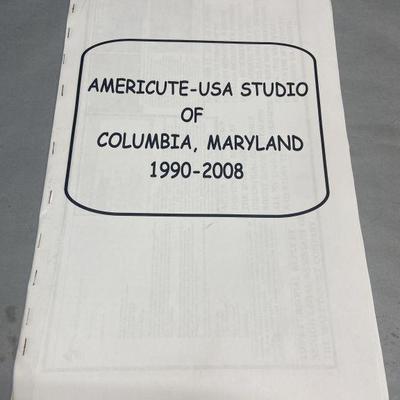 AMERICUTE-USA STUDIO
OF
COLUMBIA, MARYLAND
1990-2008